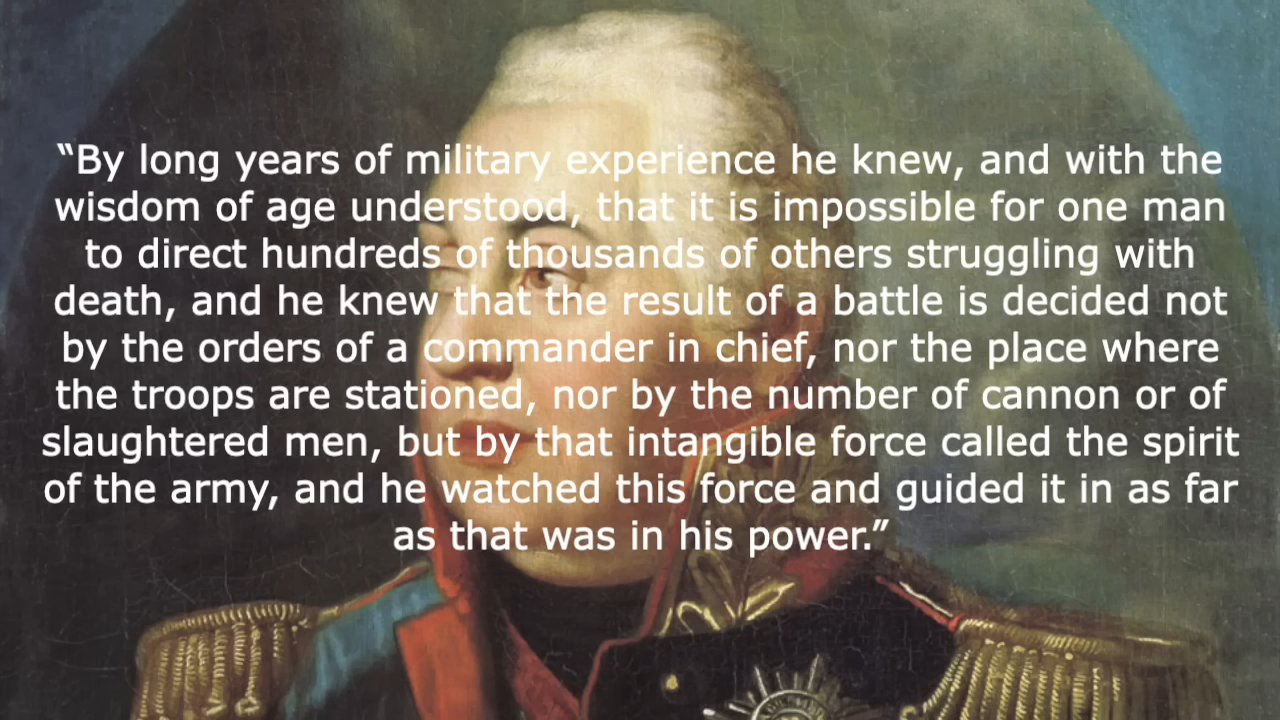 “By long years of military experience he knew, and with the
wisdom of age understood, that it is impossible for one man
to direct hundreds of thousands of others struggling with
death, and he knew that the result of a battle is decided not
by the orders of a commander in chief, nor the place where
the troops are stationed, nor by the number of cannon or of
slaughtered men, but by that intangible force called the spirit
of the army, and he watched this force and guided it in as far
as that was in his power.”